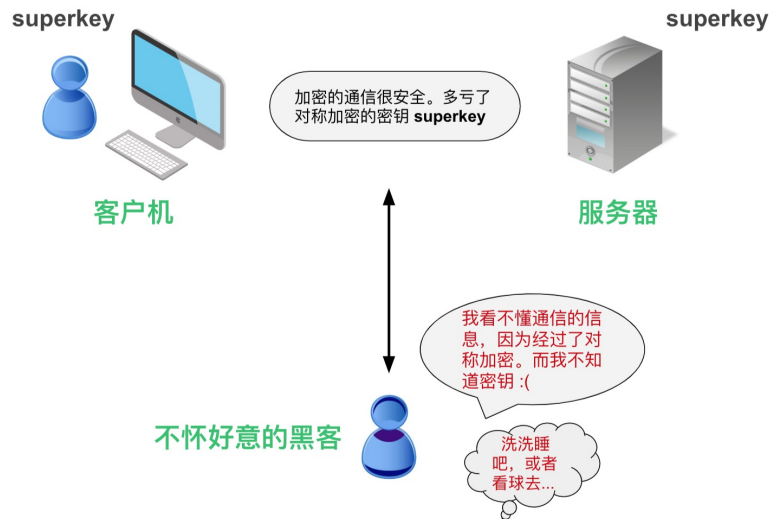 superkey
superkey
加密的通信很安全。多亏了
对称加密的密钥 superkey
客户机
服务器
我看不懂通信的信
息，因为经过了对
称加密。而我不知
道密钥 :(
不怀好意的黑客
洗洗睡
吧，或者
看球去...